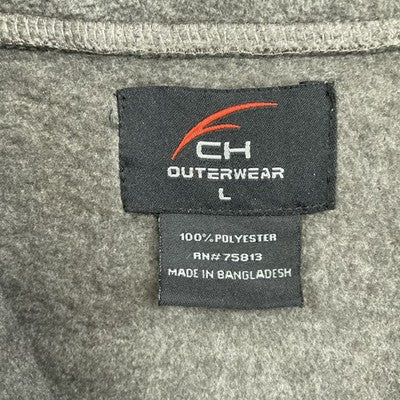 CH
OUTERWEAR
L
100% POLYESTER
RN# 75813
MADE IN BANGLADESH